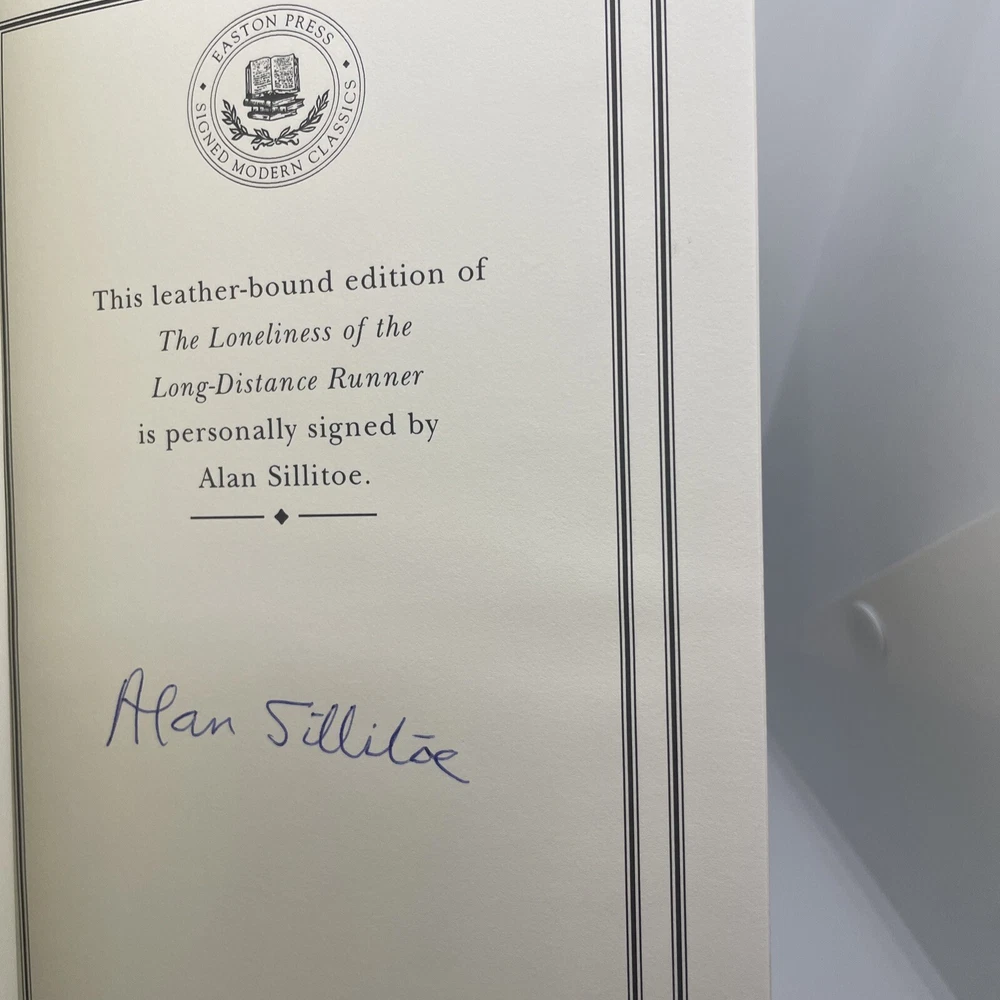 EASTON PRESS
SIGNED MODERN CLASSICS
This leather-bound edition of
The Loneliness of the
Long-Distance Runner
is personally signed by
Alan Sillitoe.
Alan Sillitoe